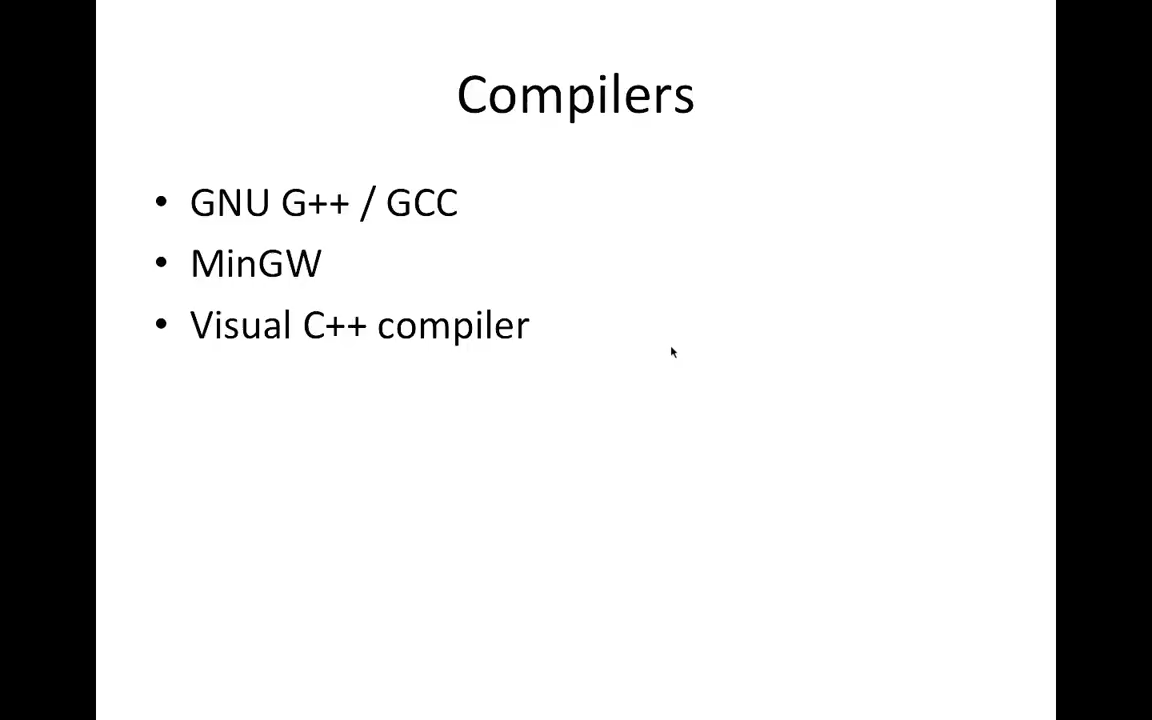 Compilers
• GNU G++ / GCC
• MinGW
• Visual C++ compiler